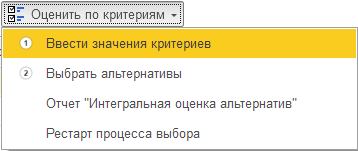 Оценить по критериям
1 Ввести значения критериев
2 Выбрать альтернативы
Отчет "Интегральная оценка альтернатив"
Рестарт процесса выбора